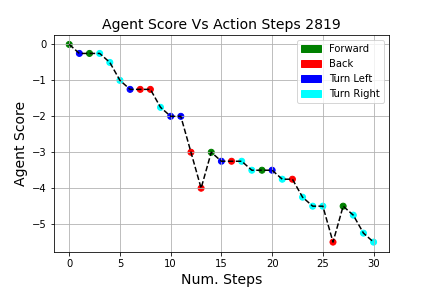 Agent Score Vs Action Steps 2819
Agent Score
0
−1
−2
−3
−4
−5
Forward
Back
Turn Left
Turn Right
0 5 10 15 20 25 30
Num. Steps